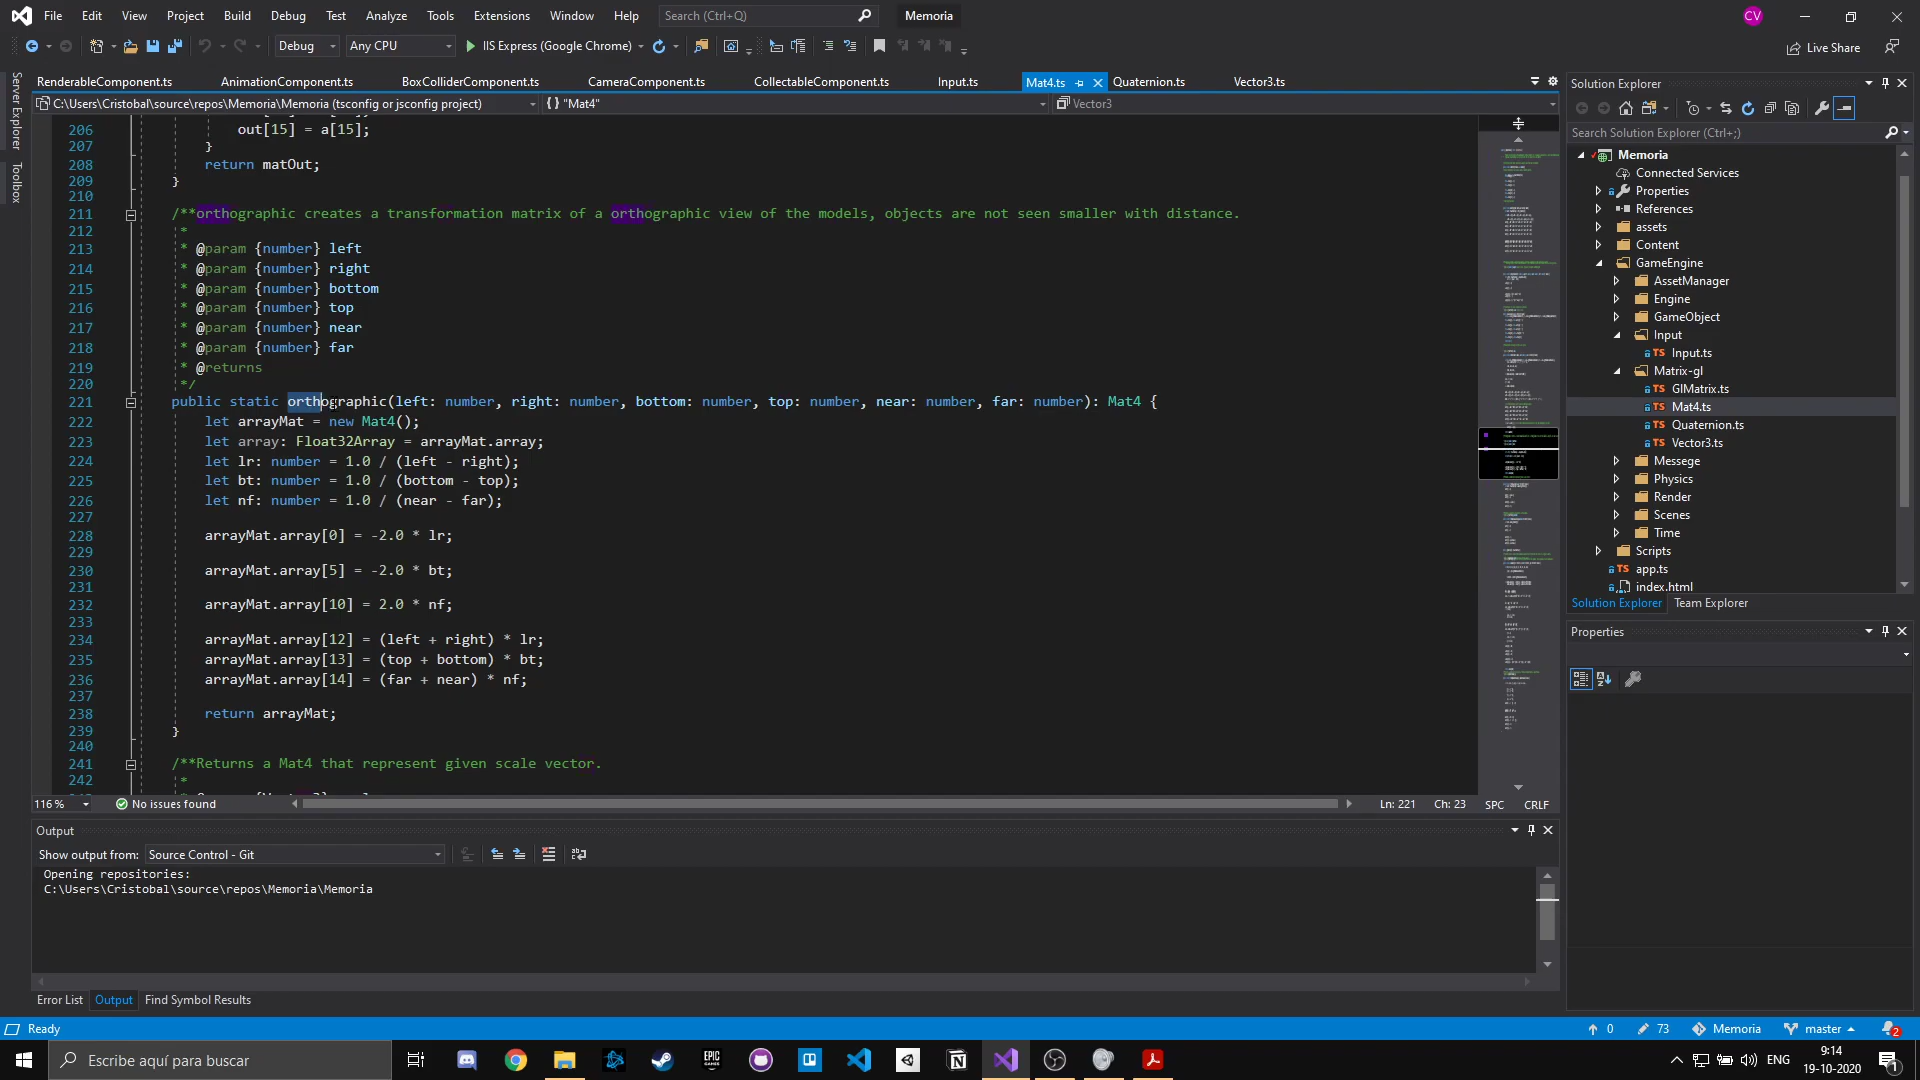 File Edit View Project Build Debug Test Analyze Tools Extensions Window Help Search (Ctrl+Q) Memoria CV
Debug Any CPU IIS Express (Google Chrome) Live Share
RenderableComponent.ts AnimationComponent.ts BoxColliderComponent.ts CameraComponent.ts CollectableComponent.ts Input.ts Mat4.ts Quaternion.ts Vector3.ts
C:\Users\Cristobal\source\repos\Memoria\Memoria (tsconfig or jsconfig project) {} "Mat4" Vector3
Server Explorer
Toolbox
206 out[15] = a[15];
207 }
208 return matOut;
209 }
210
211 /**orthographic creates a transformation matrix of a orthographic view of the models, objects are not seen smaller with distance.
212 *
213 * @param {number} left
214 * @param {number} right
215 * @param {number} bottom
216 * @param {number} top
217 * @param {number} near
218 * @param {number} far
219 * @returns
220 */
221 public static orthographic(left: number, right: number, bottom: number, top: number, near: number, far: number): Mat4 {
222 let arrayMat = new Mat4();
223 let array: Float32Array = arrayMat.array;
224 let lr: number = 1.0 / (left - right);
225 let bt: number = 1.0 / (bottom - top);
226 let nf: number = 1.0 / (near - far);
227
228 arrayMat.array[0] = -2.0 * lr;
229
230 arrayMat.array[5] = -2.0 * bt;
231
232 arrayMat.array[10] = 2.0 * nf;
233
234 arrayMat.array[12] = (left + right) * lr;
235 arrayMat.array[13] = (top + bottom) * bt;
236 arrayMat.array[14] = (far + near) * nf;
237
238 return arrayMat;
239 }
240
241 /**Returns a Mat4 that represent given scale vector.
242 *
116 % No issues found Ln: 221 Ch: 23 SPC CRLF
Output
Show output from: Source Control - Git
Opening repositories:
C:\Users\Cristobal\source\repos\Memoria\Memoria
Error List Output Find Symbol Results
Solution Explorer
Search Solution Explorer (Ctrl+;)
Memoria
Connected Services
Properties
References
assets
Content
GameEngine
AssetManager
Engine
GameObject
Input
TS Input.ts
Matrix-gl
TS GlMatrix.ts
TS Mat4.ts
TS Quaternion.ts
TS Vector3.ts
Messege
Physics
Render
Scenes
Time
Scripts
TS app.ts
index.html
Solution Explorer Team Explorer
Properties
Ready 0 73 Memoria master 2
Escribe aquí para buscar EPIC GAMES ENG 9:14
19-10-2020 1